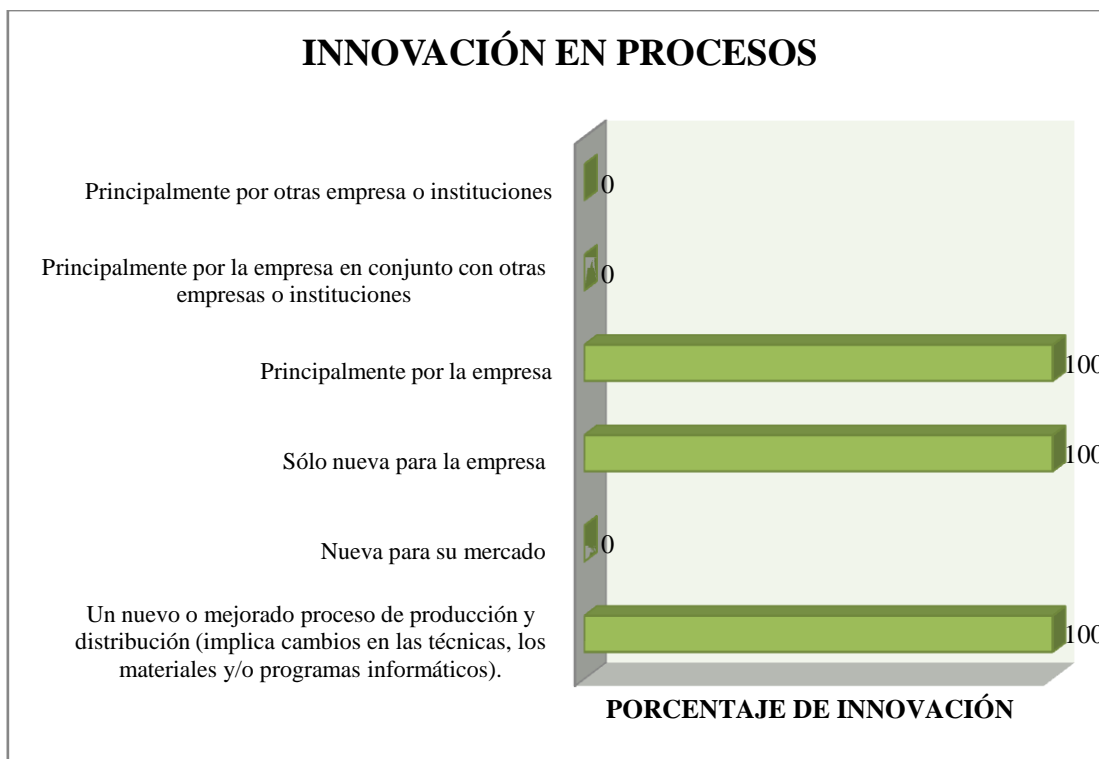 INNOVACIÓN EN PROCESOS
Principalmente por otras empresa o instituciones
0
Principalmente por la empresa en conjunto con otras
empresas o instituciones
0
Principalmente por la empresa
100
Sólo nueva para la empresa
100
Nueva para su mercado
0
Un nuevo o mejorado proceso de producción y
distribución (implica cambios en las técnicas, los
materiales y/o programas informáticos).
100
PORCENTAJE DE INNOVACIÓN